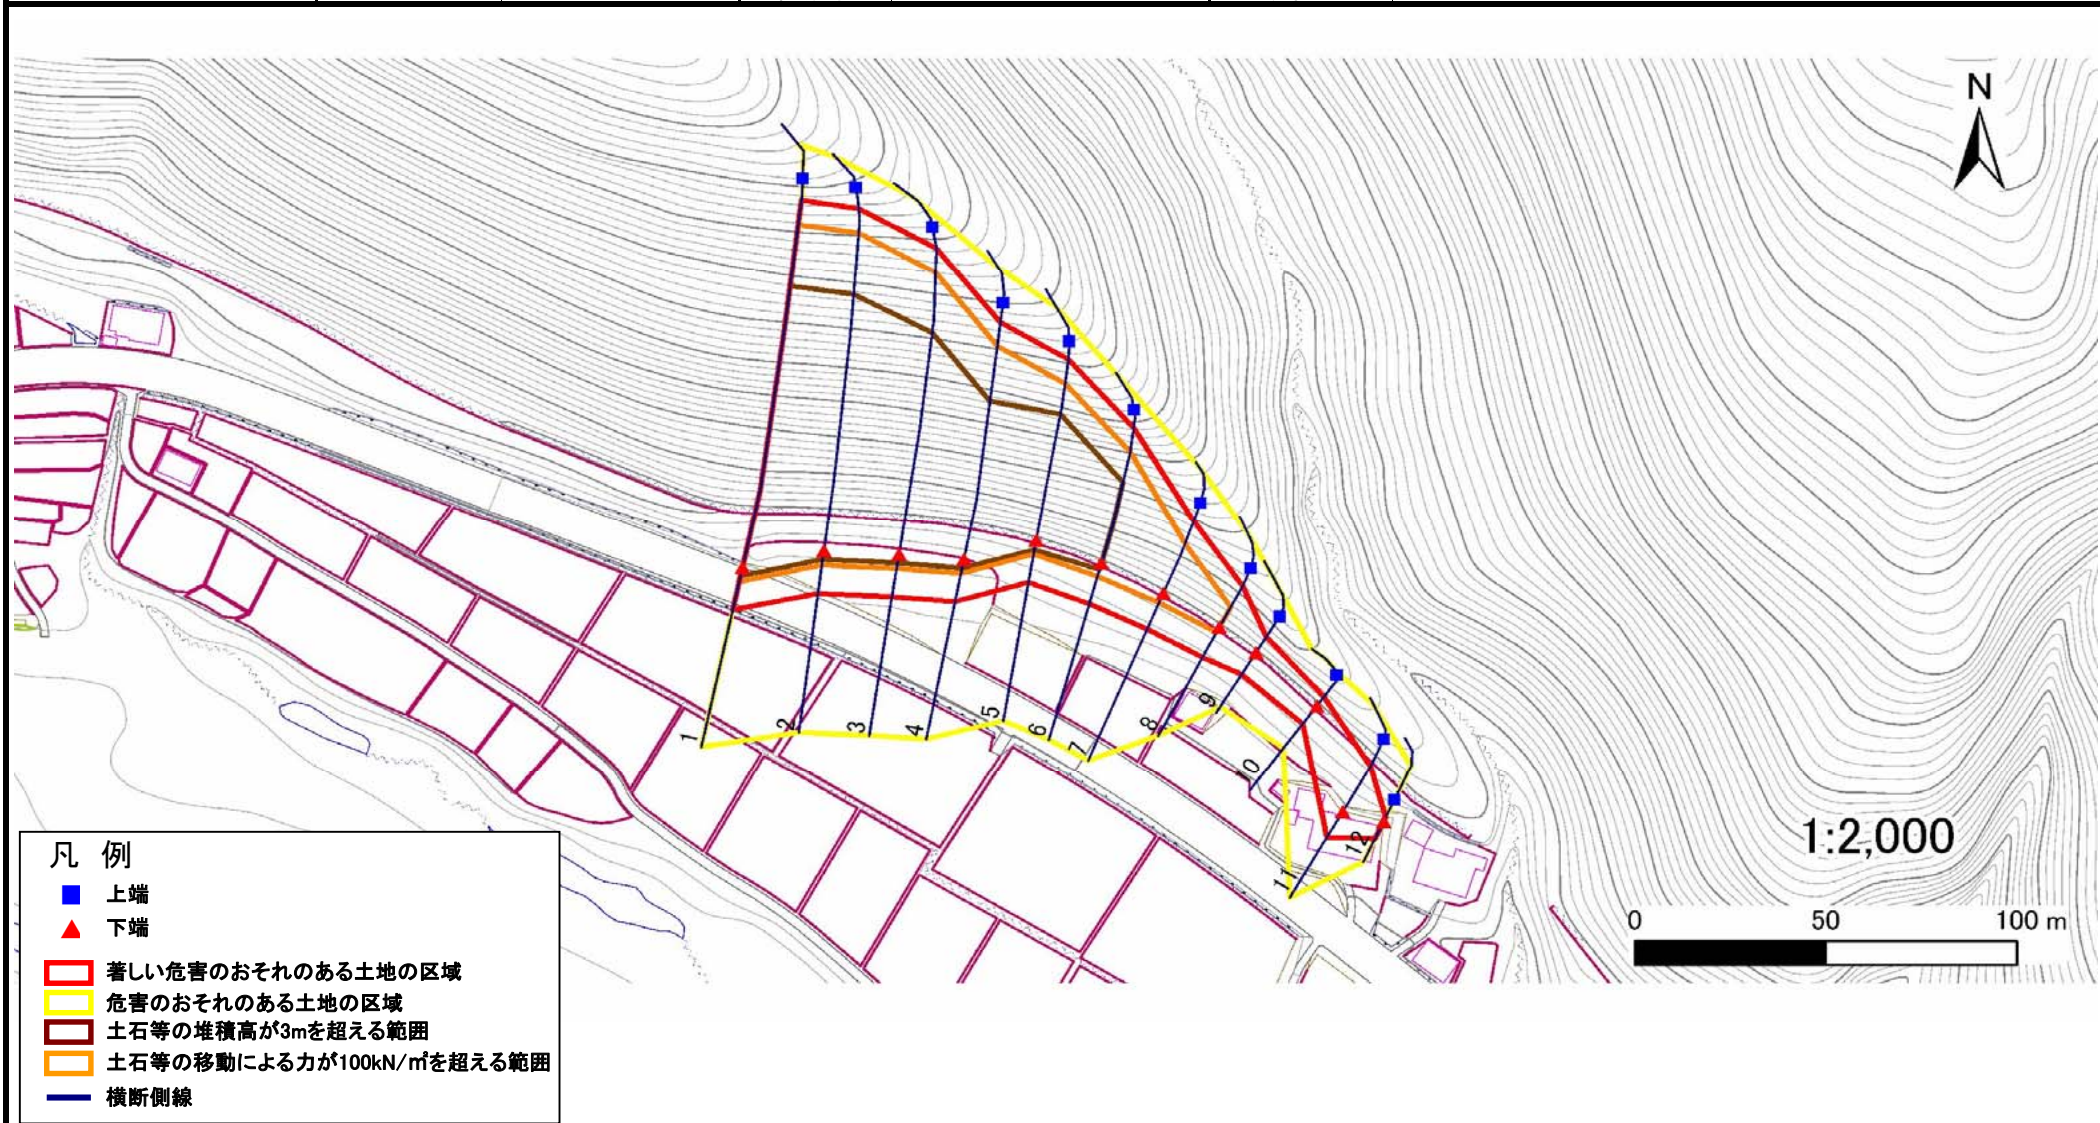 N
1
2
3
4
5
6
7
8
9
10
11
12
1:2,000
0 50 100 m
凡 例
上端
下端
著しい危害のおそれのある土地の区域
危害のおそれのある土地の区域
土石等の堆積高が3mを超える範囲
土石等の移動による力が100kN/㎡を超える範囲
横断側線